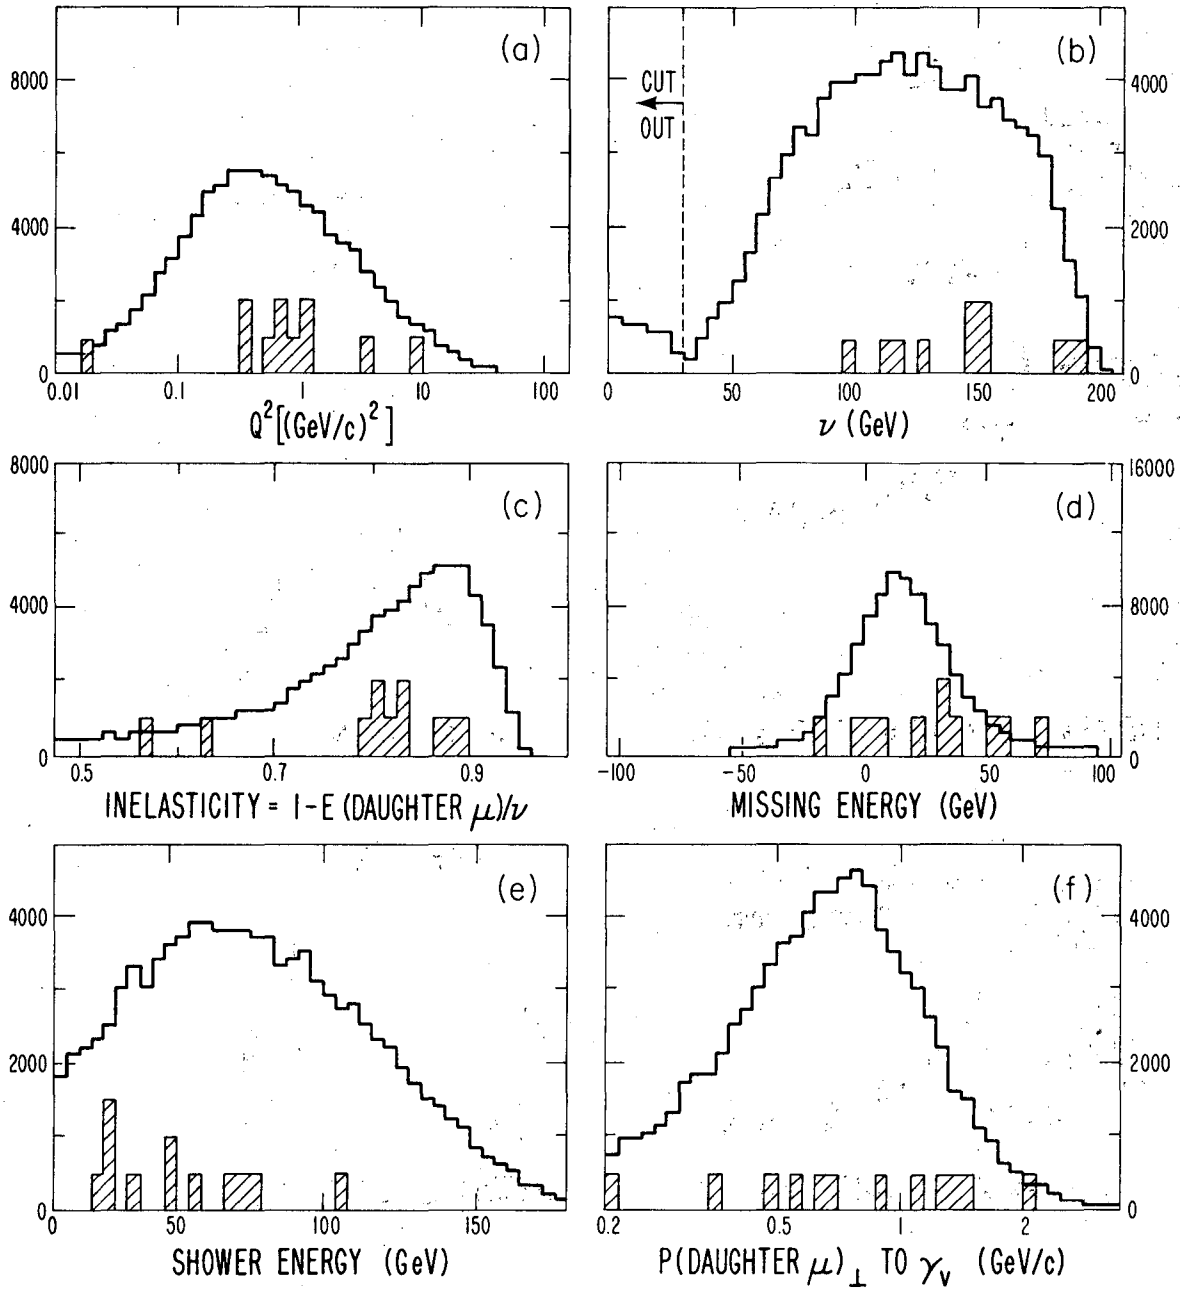 (a)
8000
4000
0
0.01 0.1 1 10 100
Q²[(GeV/c)²]
(b)
CUT
OUT
4000
2000
0
0 50 100 150 200
ν (GeV)
(c)
8000
4000
0
0.5 0.7 0.9
INELASTICITY = 1-E (DAUGHTER μ)/ν
(d)
16000
8000
0
-100 -50 0 50 100
MISSING ENERGY (GeV)
(e)
4000
2000
0
0 50 100 150
SHOWER ENERGY (GeV)
(f)
4000
2000
0
0.2 0.5 1 2
P(DAUGHTER μ)⊥ TO γᵥ (GeV/c)